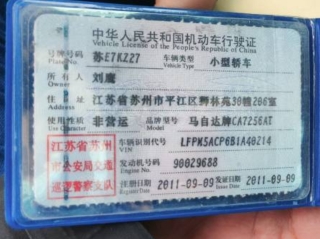 中华人民共和国机动车行驶证
Vehicle License of the People's Republic of China
号牌号码 苏E7KZ27 车辆类型 小型轿车
Plate No. Vehicle Type
所有人 刘鹰
Owner
住址 江苏省苏州市平江区狮林苑30幢206室
Address
使用性质 非营运 品牌型号 马自达牌CA7256AT
Use Character Model
江苏省苏州市公安局交通巡逻警察支队
车辆识别代号 LFPM5ACP6B1A40214
VIN
发动机号码 90029688
Engine No.
注册日期 2011-09-09 发证日期 2011-09-09
Register Date Issue Date